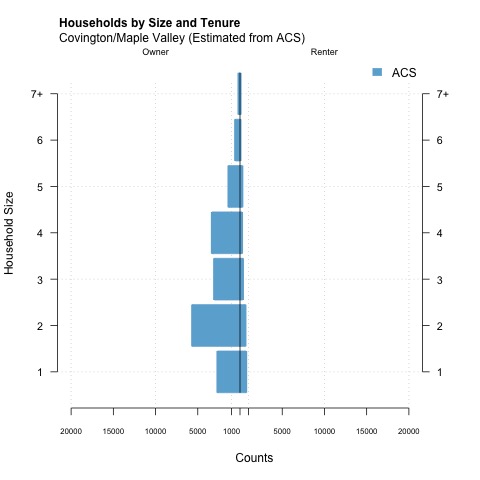 Households by Size and Tenure
Covington/Maple Valley (Estimated from ACS)
Owner Renter
ACS
7+ 7+
6 6
5 5
4 4
3 3
2 2
1 1
Household Size
20000 15000 10000 5000 1000 5000 10000 15000 20000
Counts